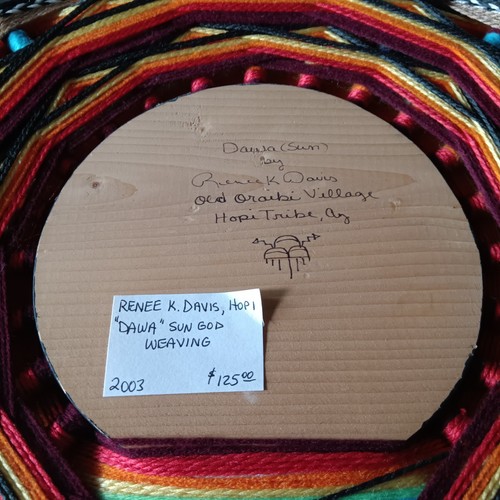 Dawa (Sun)
by
Renee K Davis
Old Oraibi Village
Hopi Tribe, Az
RENEE K. DAVIS, HOPI
"DAWA" SUN GOD
WEAVING
2003 $125.00